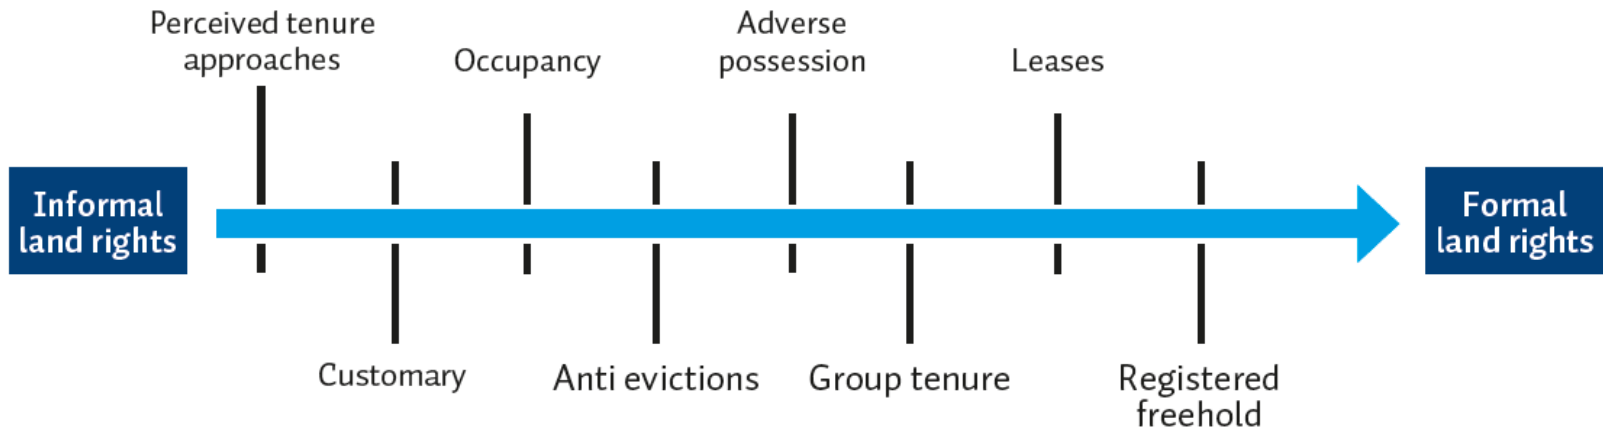 Perceived tenure
approaches
Occupancy
Adverse
possession
Leases
Informal
land rights
Formal
land rights
Customary
Anti evictions
Group tenure
Registered
freehold